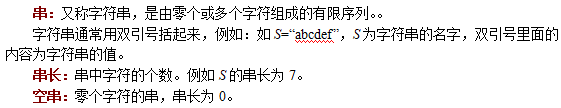 串：又称字符串，是由零个或多个字符组成的有限序列。。
字符串通常用双引号括起来，例如：如 S=“abcdef”，S 为字符串的名字，双引号里面的
内容为字符串的值。
串长：串中字符的个数。例如 S 的串长为 7。
空串：零个字符的串，串长为 0。